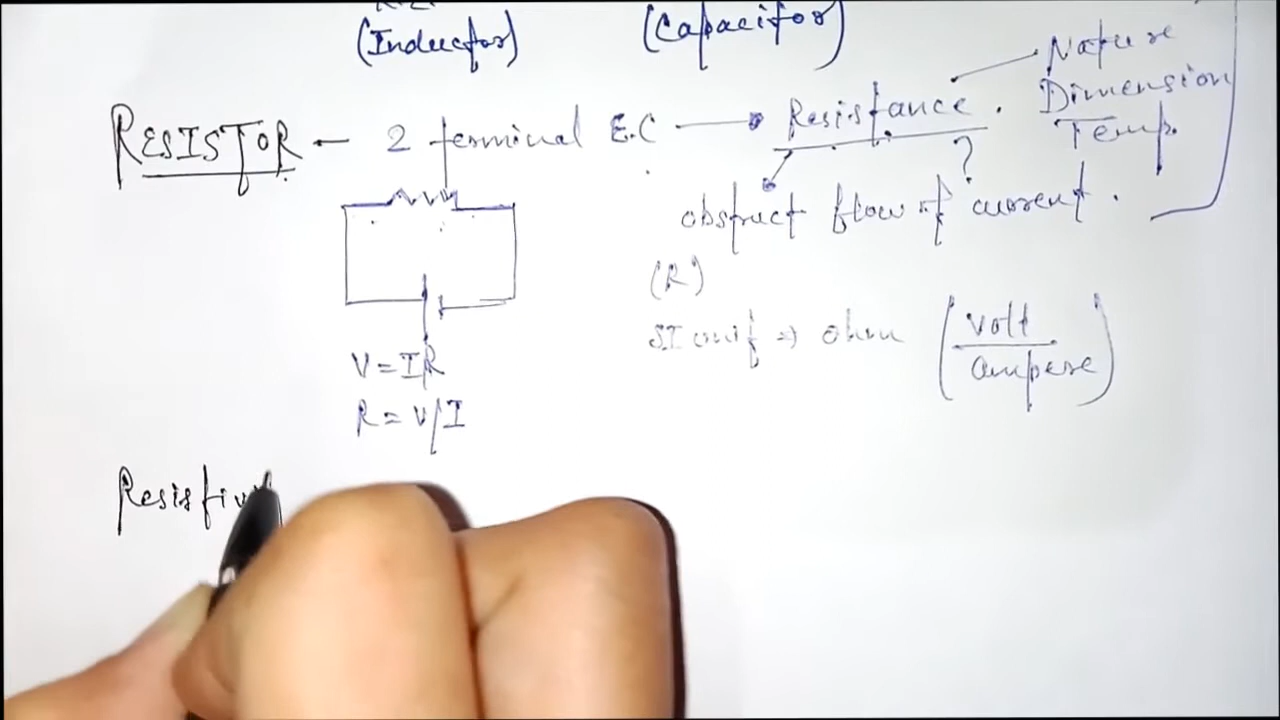 (Inductor) (Capacitor)
RESISTOR - 2 terminal E.C → Resistance.
Nature
Dimension
Temp.
?
obstruct flow of current.
(R)
SI unit ⇒ ohm (volt/ampere)
V = IR
R = V/I
Resistiv